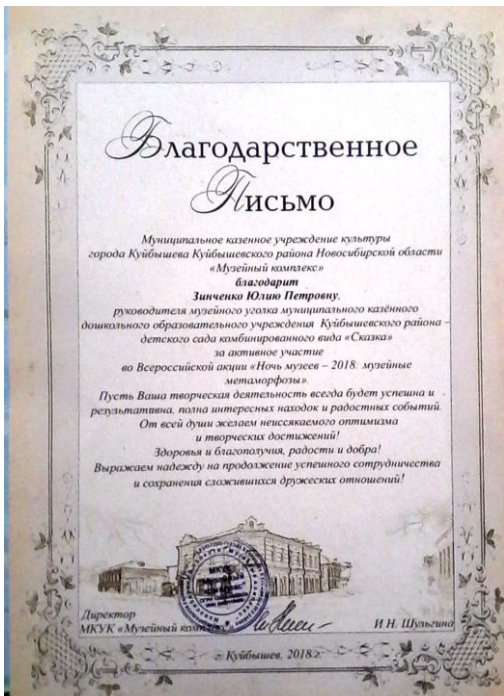 Благодарственное
Письмо
Муниципальное казенное учреждение культуры
города Куйбышева Куйбышевского района Новосибирской области
«Музейный комплекс»
благодарит
Зинченко Юлию Петровну,
руководителя музейного уголка муниципального казённого
дошкольного образовательного учреждения Куйбышевского района –
детского сада комбинированного вида «Сказка»
за активное участие
во Всероссийской акции «Ночь музеев – 2018: музейные
метаморфозы».
Пусть Ваша творческая деятельность всегда будет успешна и
результативна, полна интересных находок и радостных событий.
От всей души желаем неиссякаемого оптимизма
и творческих достижений!
Здоровья и благополучия, радости и добра!
Выражаем надежду на продолжение успешного сотрудничества
и сохранения сложившихся дружеских отношений!
МКУК
Директор
МКУК «Музейный комплекс» И.Н. Шульгина
г. Куйбышев, 2018 г.